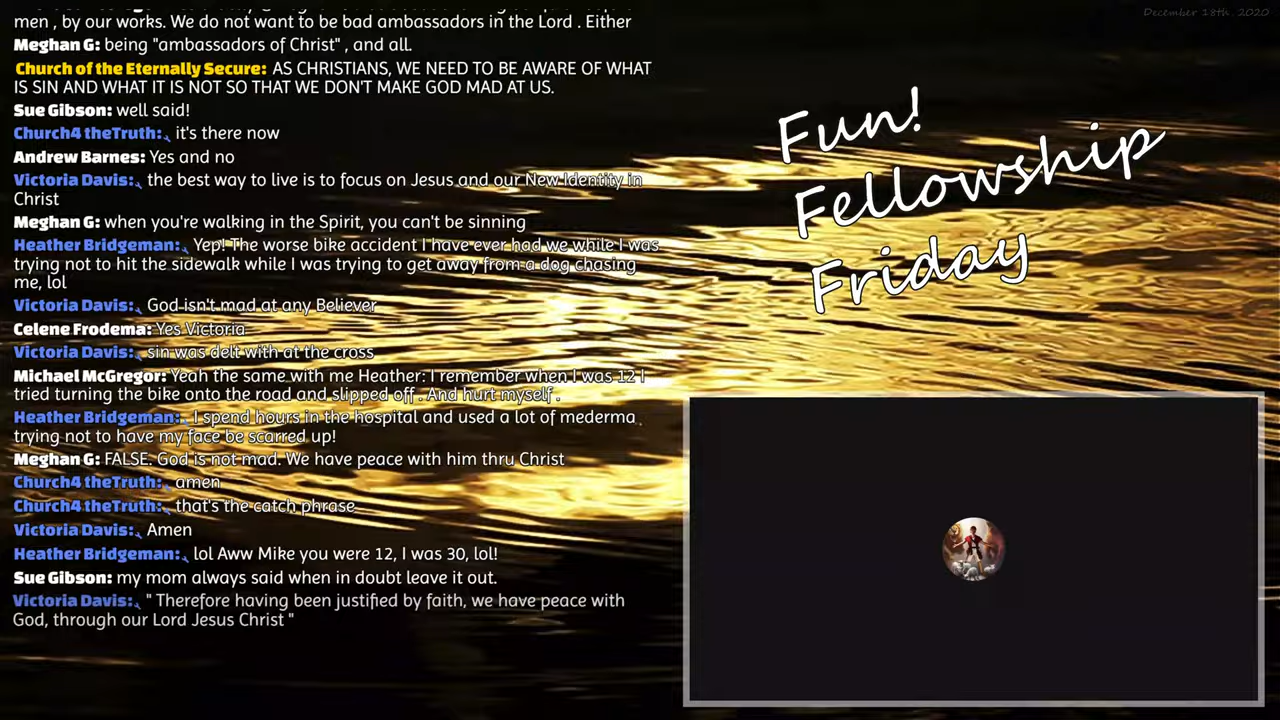 men , by our works. We do not want to be bad ambassadors in the Lord . Either
Meghan G: being "ambassadors of Christ" , and all.
Church of the Eternally Secure: AS CHRISTIANS, WE NEED TO BE AWARE OF WHAT
IS SIN AND WHAT IT IS NOT SO THAT WE DON'T MAKE GOD MAD AT US.
Sue Gibson: well said!
Church4 theTruth: it's there now
Andrew Barnes: Yes and no
Victoria Davis: the best way to live is to focus on Jesus and our New Identity in
Christ
Meghan G: when you're walking in the Spirit, you can't be sinning
Heather Bridgeman: Yep! The worse bike accident I have ever had we while I was
trying not to hit the sidewalk while I was trying to get away from a dog chasing
me, lol
Victoria Davis: God isn't mad at any Believer
Celene Frodema: Yes Victoria
Victoria Davis: sin was delt with at the cross
Michael McGregor: Yeah the same with me Heather: I remember when I was 12 I
tried turning the bike onto the road and slipped off . And hurt myself .
Heather Bridgeman: I spend hours in the hospital and used a lot of mederma
trying not to have my face be scarred up!
Meghan G: FALSE. God is not mad. We have peace with him thru Christ
Church4 theTruth: amen
Church4 theTruth: that's the catch phrase
Victoria Davis: Amen
Heather Bridgeman: lol Aww Mike you were 12, I was 30, lol!
Sue Gibson: my mom always said when in doubt leave it out.
Victoria Davis: " Therefore having been justified by faith, we have peace with
God, through our Lord Jesus Christ "
December 18th, 2020
Fun!
Fellowship
Friday